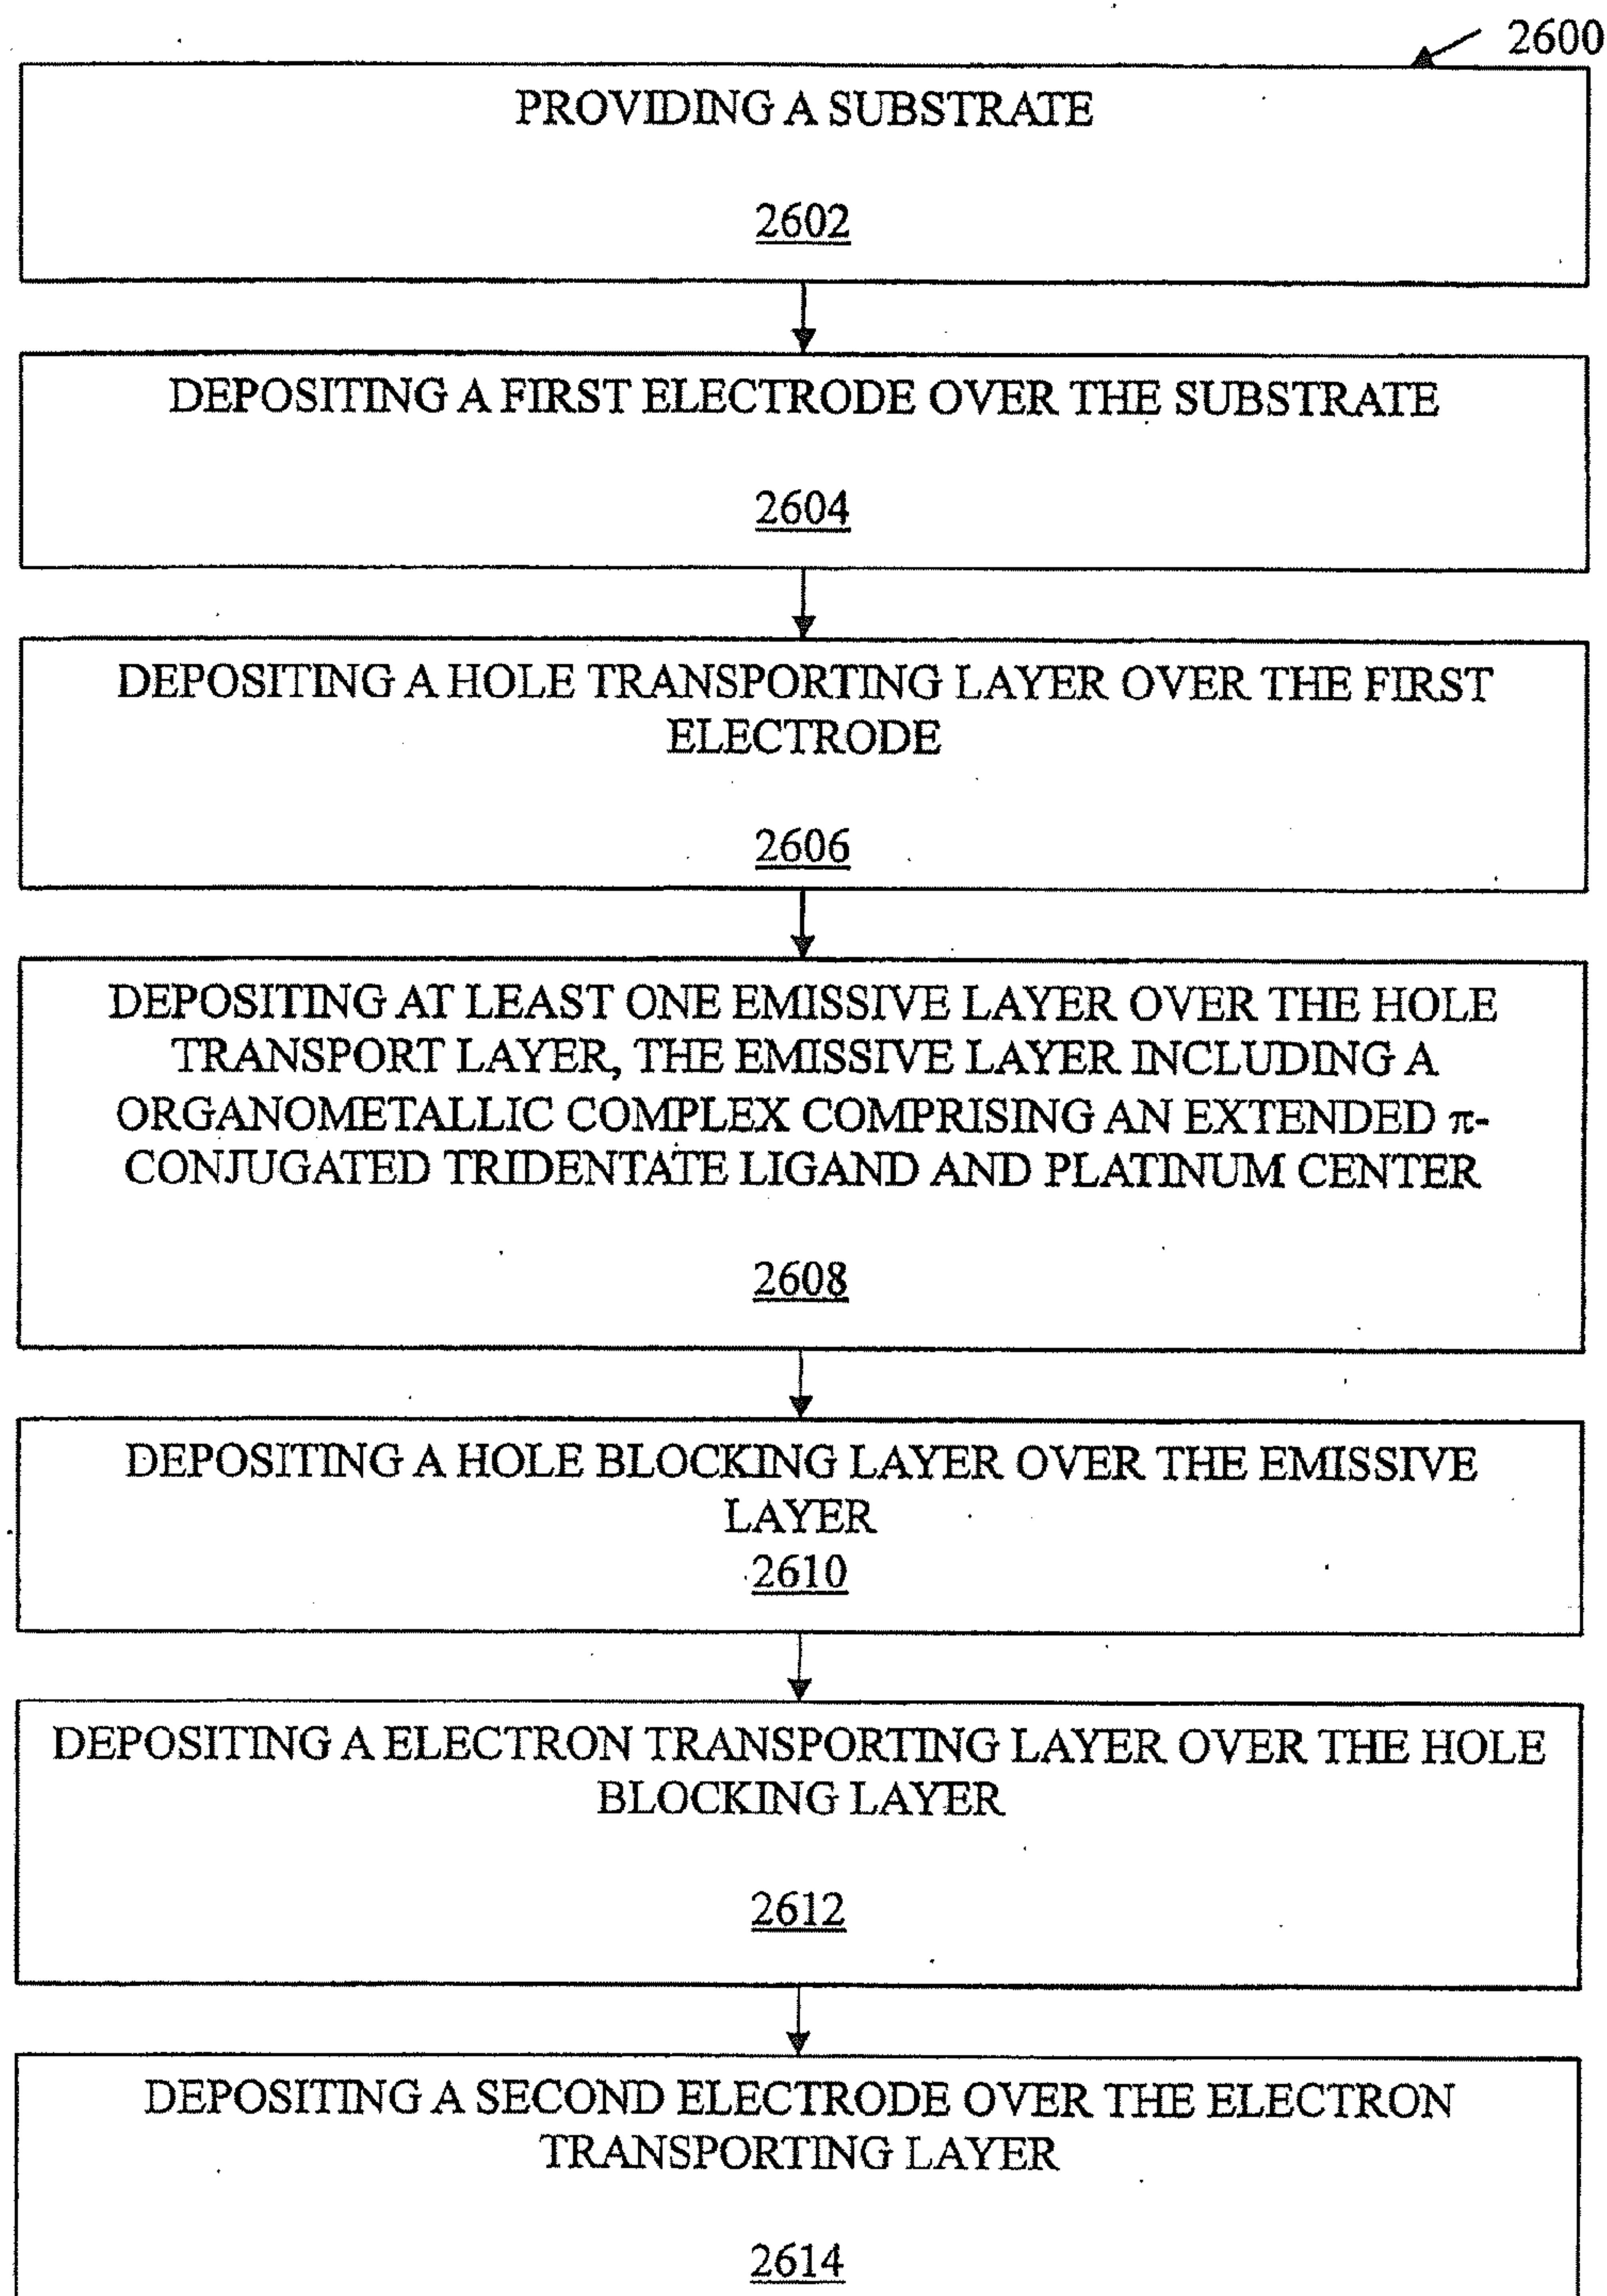 2600
PROVIDING A SUBSTRATE
2602
DEPOSITING A FIRST ELECTRODE OVER THE SUBSTRATE
2604
DEPOSITING A HOLE TRANSPORTING LAYER OVER THE FIRST
ELECTRODE
2606
DEPOSITING AT LEAST ONE EMISSIVE LAYER OVER THE HOLE
TRANSPORT LAYER, THE EMISSIVE LAYER INCLUDING A
ORGANOMETALLIC COMPLEX COMPRISING AN EXTENDED π-
CONJUGATED TRIDENTATE LIGAND AND PLATINUM CENTER
2608
DEPOSITING A HOLE BLOCKING LAYER OVER THE EMISSIVE
LAYER
2610
DEPOSITING A ELECTRON TRANSPORTING LAYER OVER THE HOLE
BLOCKING LAYER
2612
DEPOSITING A SECOND ELECTRODE OVER THE ELECTRON
TRANSPORTING LAYER
2614